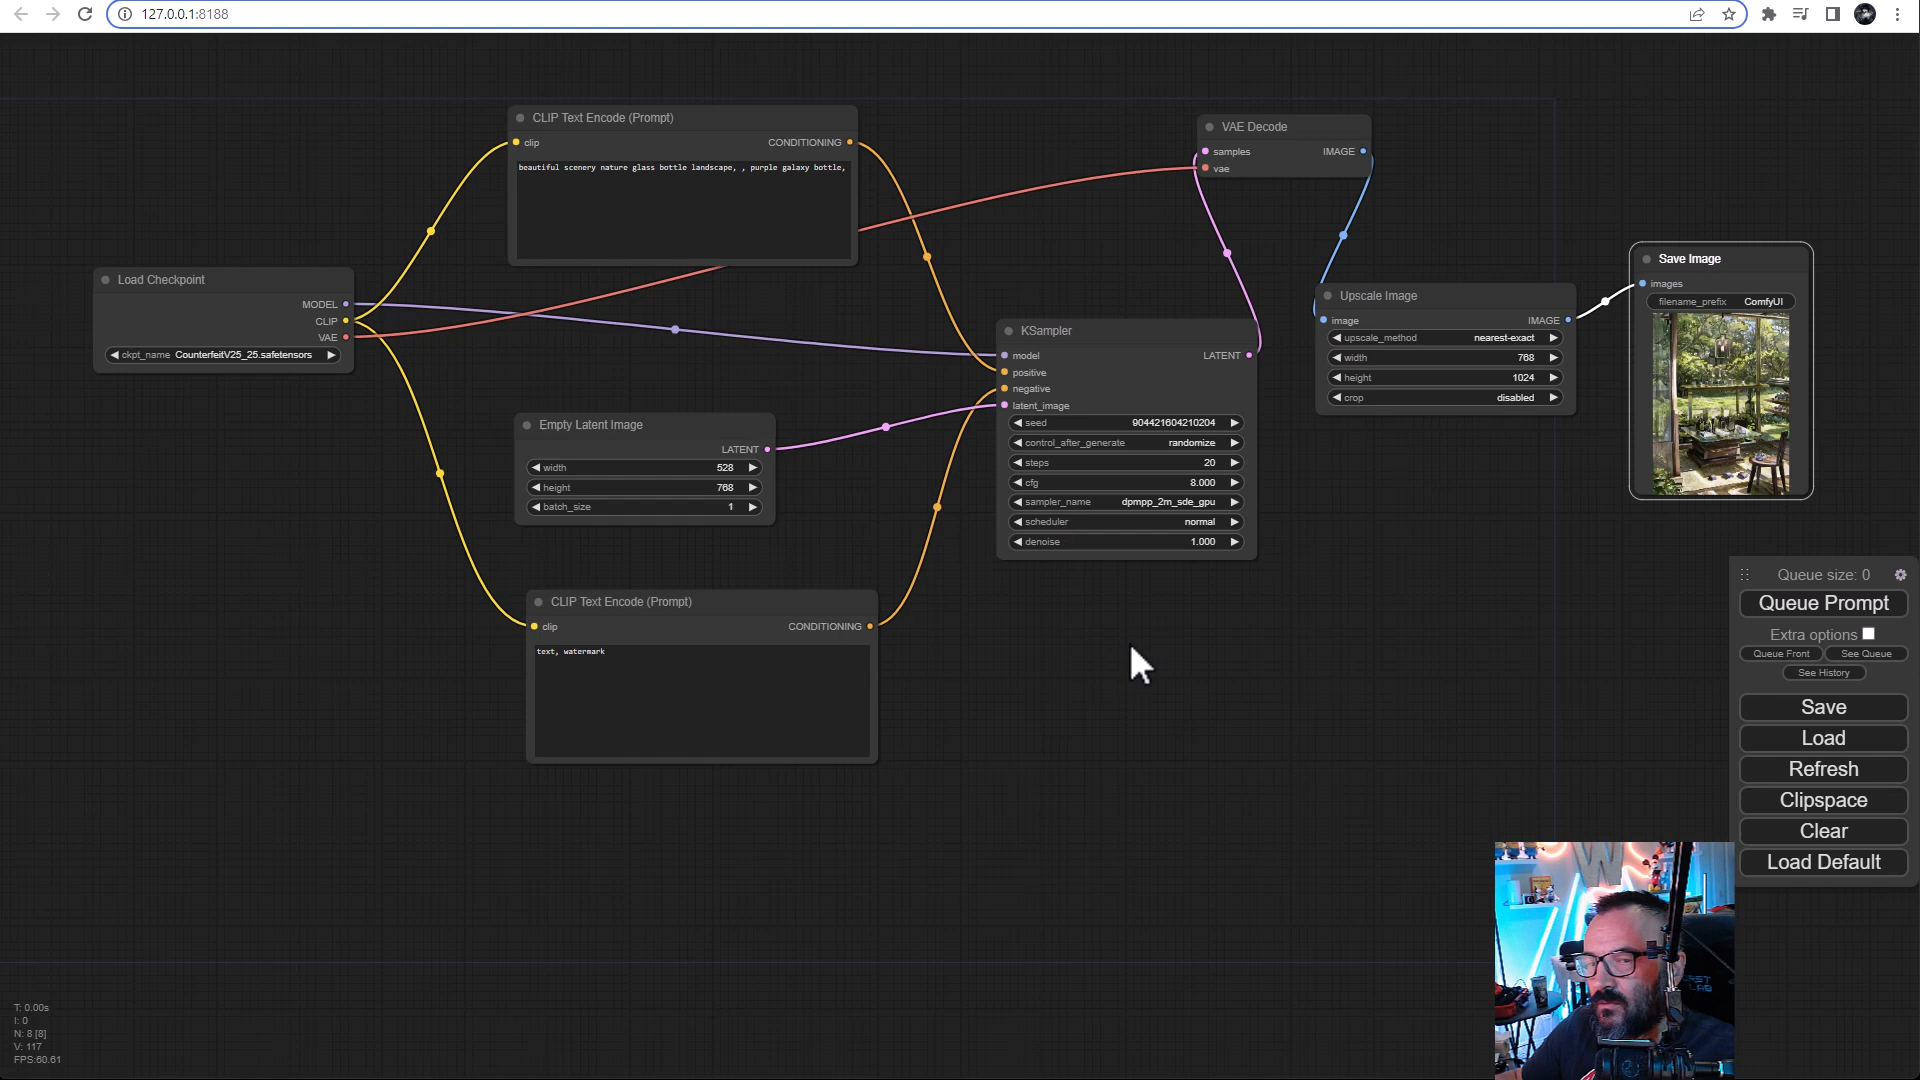 127.0.0.1:8188
CLIP Text Encode (Prompt)
clip
CONDITIONING
beautiful scenery nature glass bottle landscape, , purple galaxy bottle,
VAE Decode
samples
IMAGE
vae
Load Checkpoint
MODEL
CLIP
VAE
ckpt_name CounterfeitV25_25.safetensors
Save Image
images
filename_prefix ComfyUI
Upscale Image
image
IMAGE
upscale_method nearest-exact
width 768
height 1024
crop disabled
KSampler
model
LATENT
positive
negative
latent_image
seed 904421604210204
control_after_generate randomize
steps 20
cfg 8.000
sampler_name dpmpp_2m_sde_gpu
scheduler normal
denoise 1.000
Empty Latent Image
LATENT
width 528
height 768
batch_size 1
CLIP Text Encode (Prompt)
clip
CONDITIONING
text, watermark
Queue size: 0
Queue Prompt
Extra options
Queue Front
See Queue
See History
Save
Load
Refresh
Clipspace
Clear
Load Default
T: 0.00s
I: 0
N: 8 [8]
V: 117
FPS:60.61